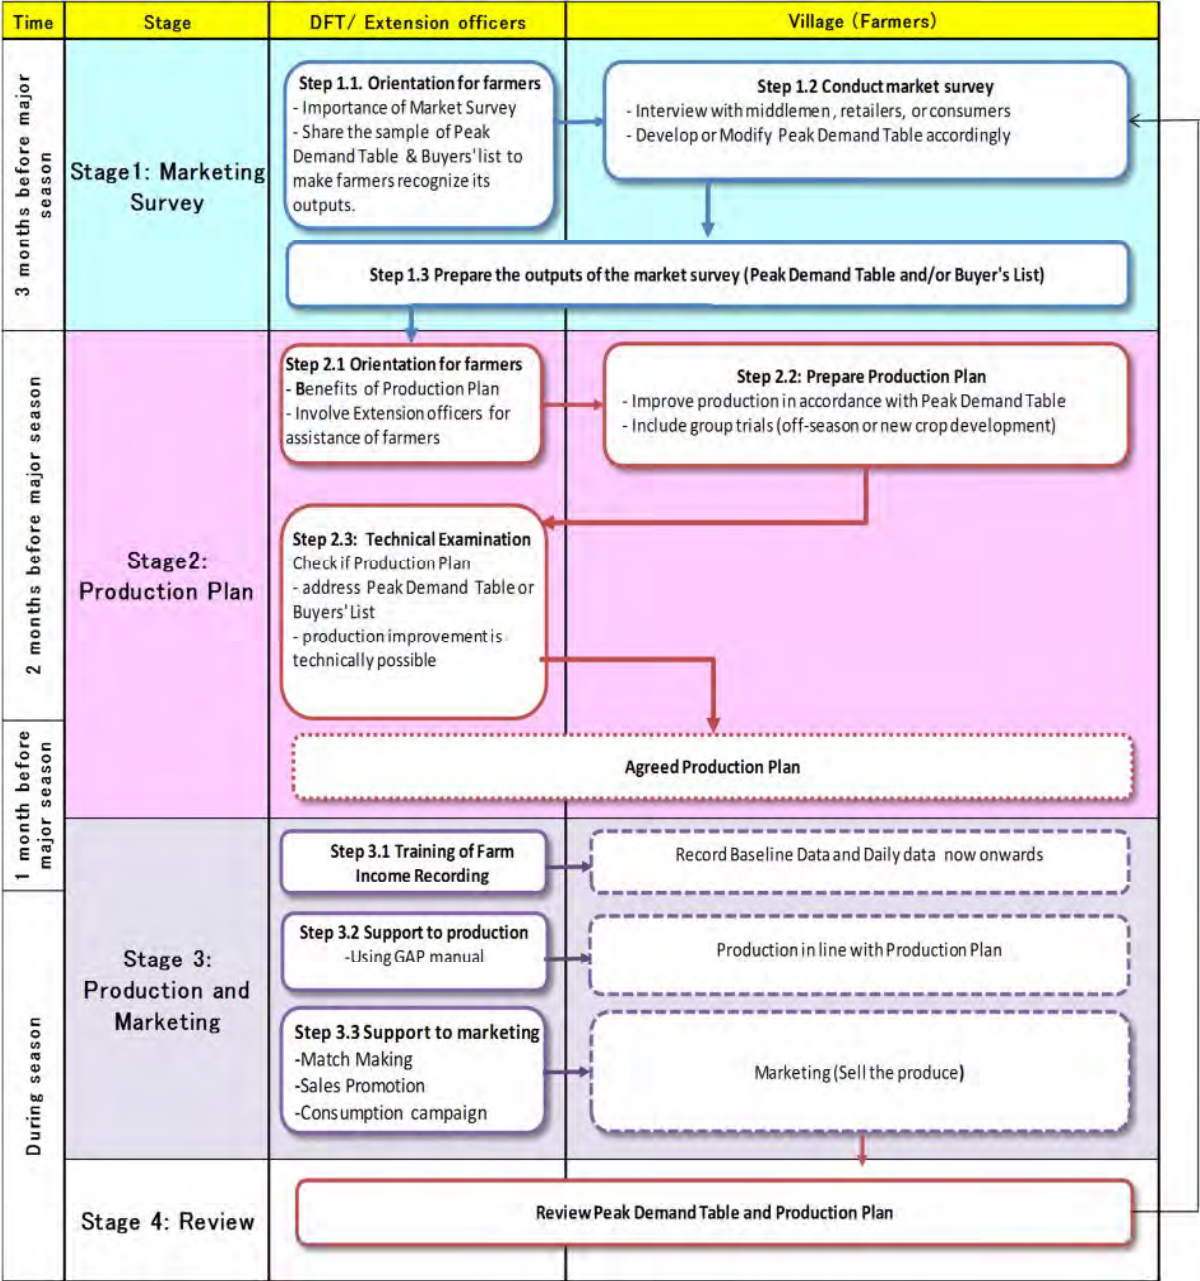 Time
Stage
DFT/ Extension officers
Village (Farmers)
3 months before major
season
Stage1: Marketing
Survey
Step 1.1. Orientation for farmers
- Importance of Market Survey
- Share the sample of Peak
Demand Table & Buyers' list to
make farmers recognize its
outputs.
Step 1.2 Conduct market survey
- Interview with middlemen, retailers, or consumers
- Develop or Modify Peak Demand Table accordingly
Step 1.3 Prepare the outputs of the market survey (Peak Demand Table and/or Buyer's List)
2 months before major season
Stage2:
Production Plan
Step 2.1 Orientation for farmers
- Benefits of Production Plan
- Involve Extension officers for
assistance of farmers
Step 2.2: Prepare Production Plan
- Improve production in accordance with Peak Demand Table
- Include group trials (off-season or new crop development)
Step 2.3: Technical Examination
Check if Production Plan
- address Peak Demand Table or
Buyers' List
- production improvement is
technically possible
1 month before
major season
Agreed Production Plan
Stage 3:
Production and
Marketing
Step 3.1 Training of Farm
Income Recording
Record Baseline Data and Daily data now onwards
During season
Step 3.2 Support to production
-Using GAP manual
Production in line with Production Plan
Step 3.3 Support to marketing
-Match Making
-Sales Promotion
-Consumption campaign
Marketing (Sell the produce)
Stage 4: Review
Review Peak Demand Table and Production Plan